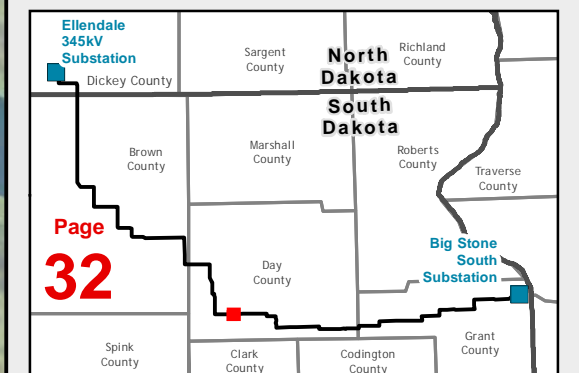 Ellendale
345kV
Substation
Dickey County
Sargent
County
North
Dakota
Richland
County
South
Dakota
Brown
County
Marshall
County
Roberts
County
Traverse
County
Page
32
Day
County
Big Stone
South
Substation
Spink
County
Clark
County
Codington
County
Grant
County